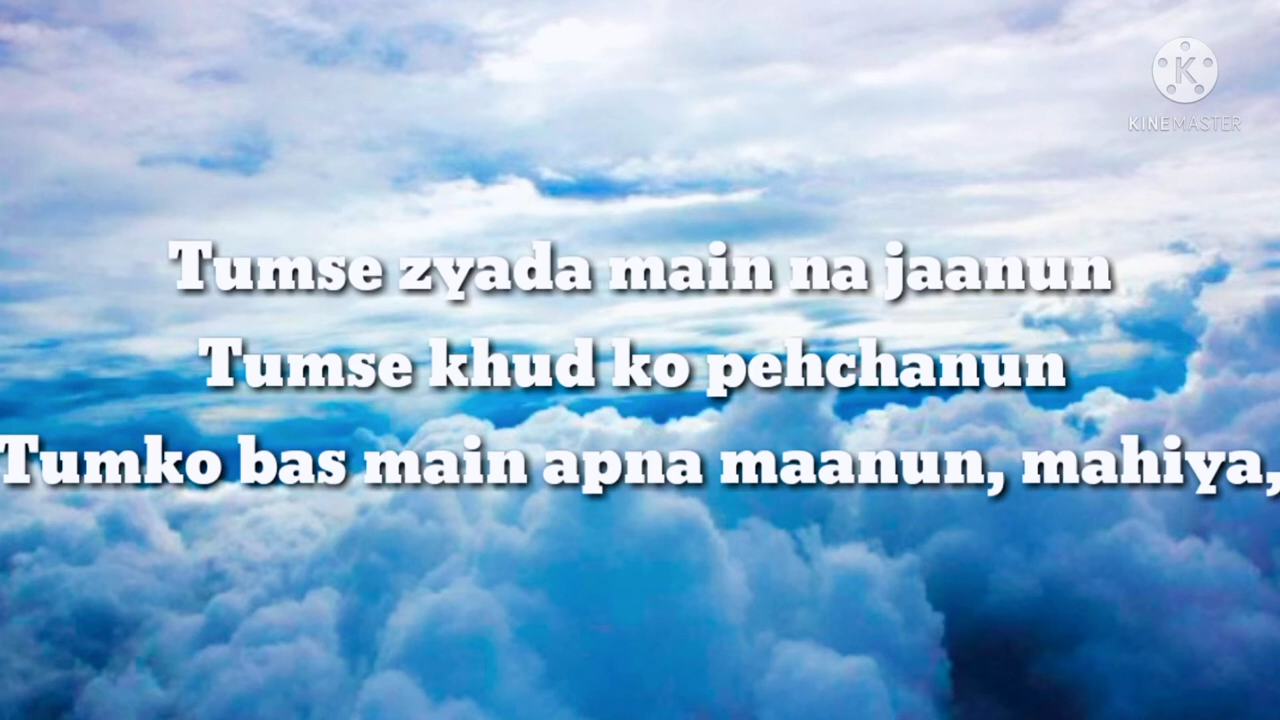 KINEMASTER
Tumse zyada main na jaanun
Tumse khud ko pehchanun
Tumko bas main apna maanun, mahiya,